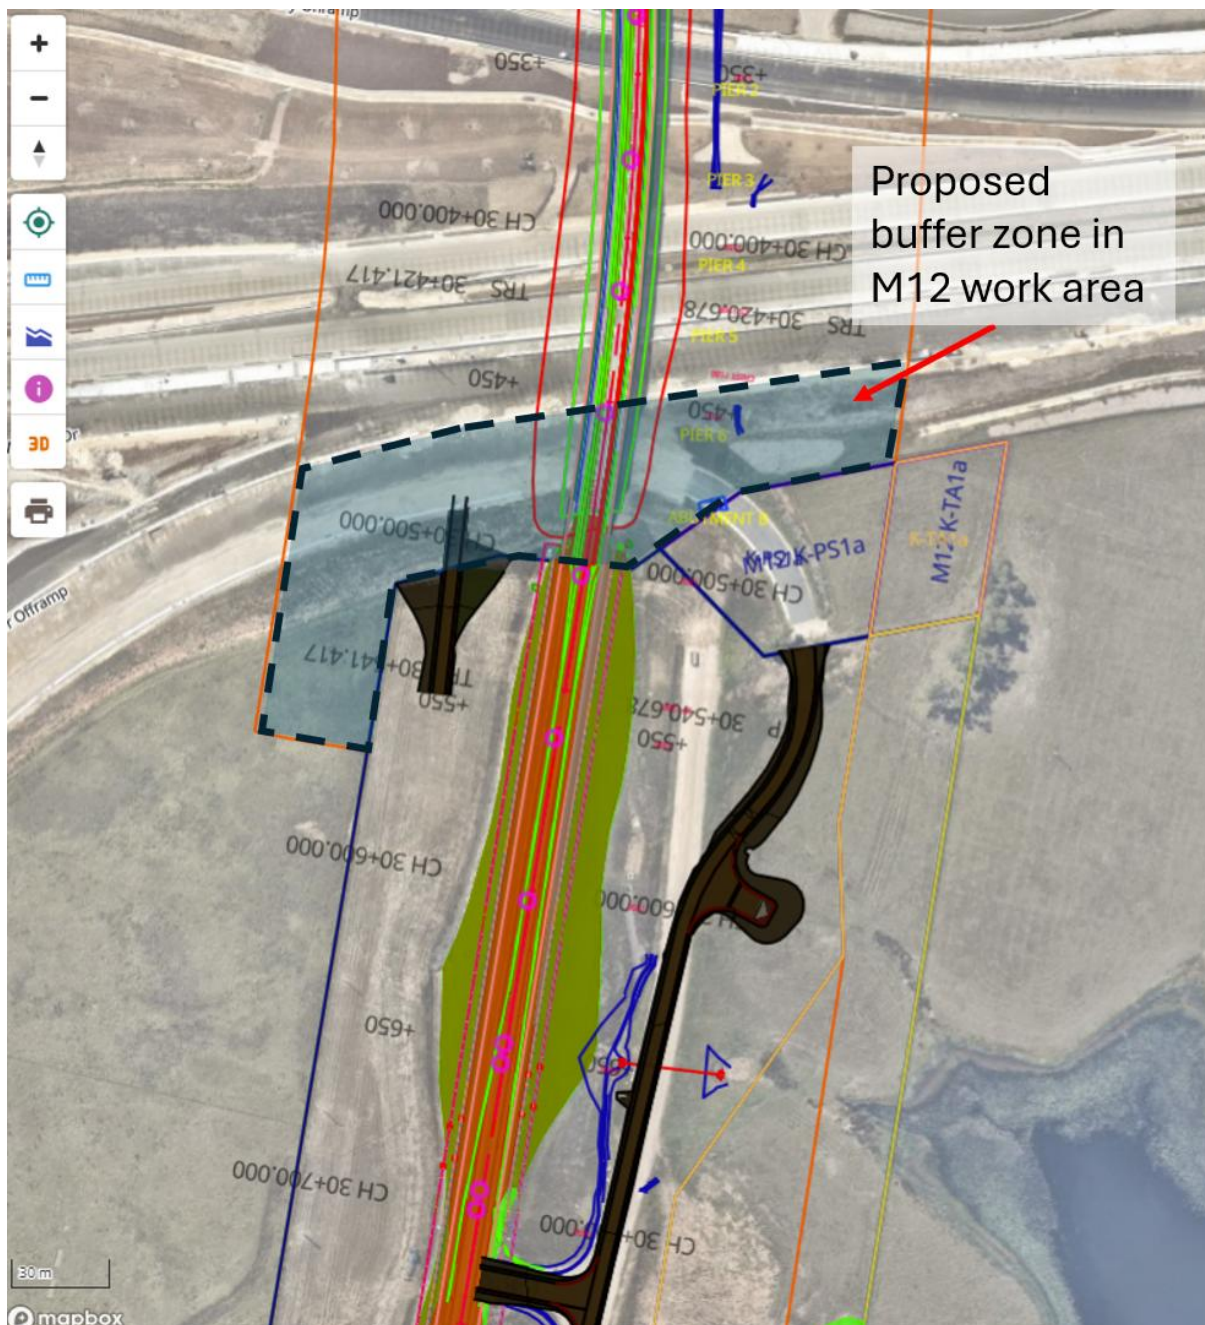 y Offramp
+350
+350
PIER 2
Proposed
buffer zone in
M12 work area
PIER 3
CH 30+400.000
CH 30+400.000
PIER 4
TRS 30+421.417
TRS 30+420.678
PIER 5
+450
+450
PIER 6
3D
Dr
CH 30+500.000
ABUTMENT B
M12 K-PS1a
M12 K-TA1a
K-TA1a
CH 30+500.000
r Offramp
30+541.417
+550
30+540.678
+550
CH 30+600.000
+650
CH 30+700.000
30 m
mapbox